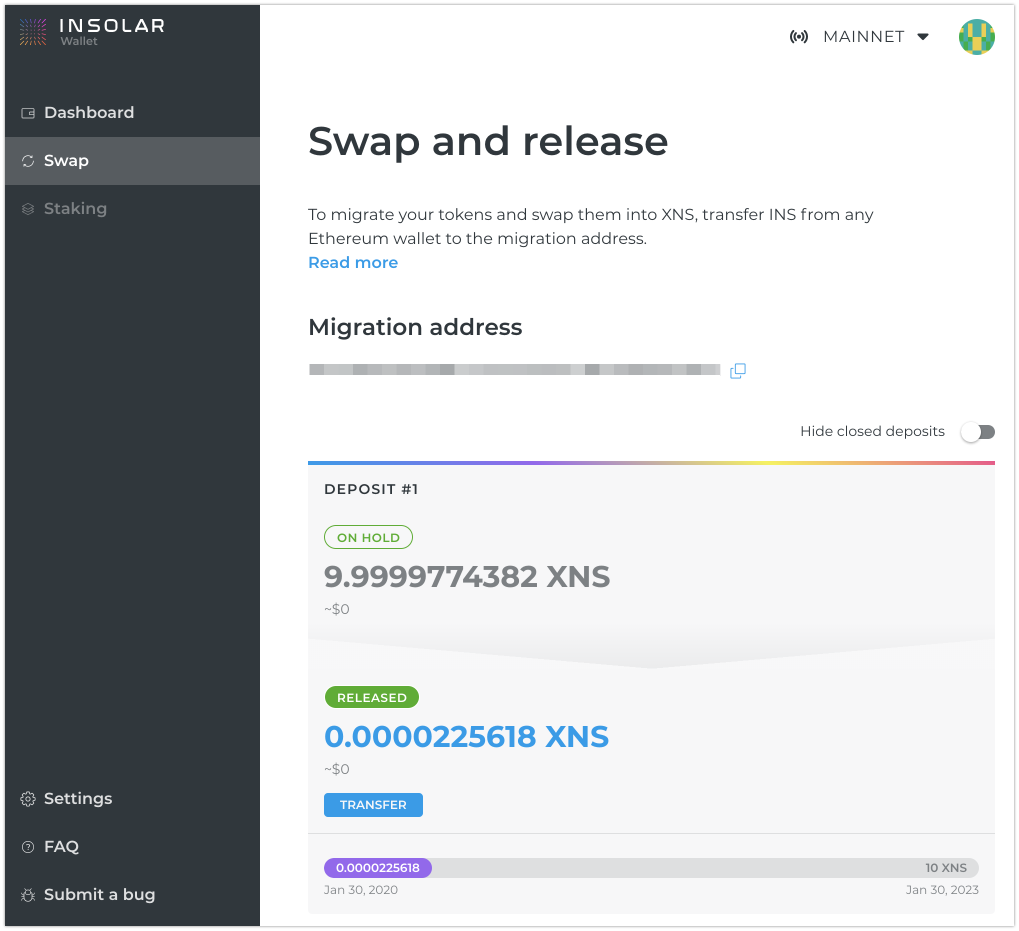 INSOLAR
Wallet
MAINNET
Dashboard
Swap
Staking
Settings
FAQ
Submit a bug
Swap and release
To migrate your tokens and swap them into XNS, transfer INS from any
Ethereum wallet to the migration address.
Read more
Migration address
Hide closed deposits
DEPOSIT #1
ON HOLD
9.9999774382 XNS
~$0
RELEASED
0.0000225618 XNS
~$0
TRANSFER
0.0000225618
10 XNS
Jan 30, 2020
Jan 30, 2023